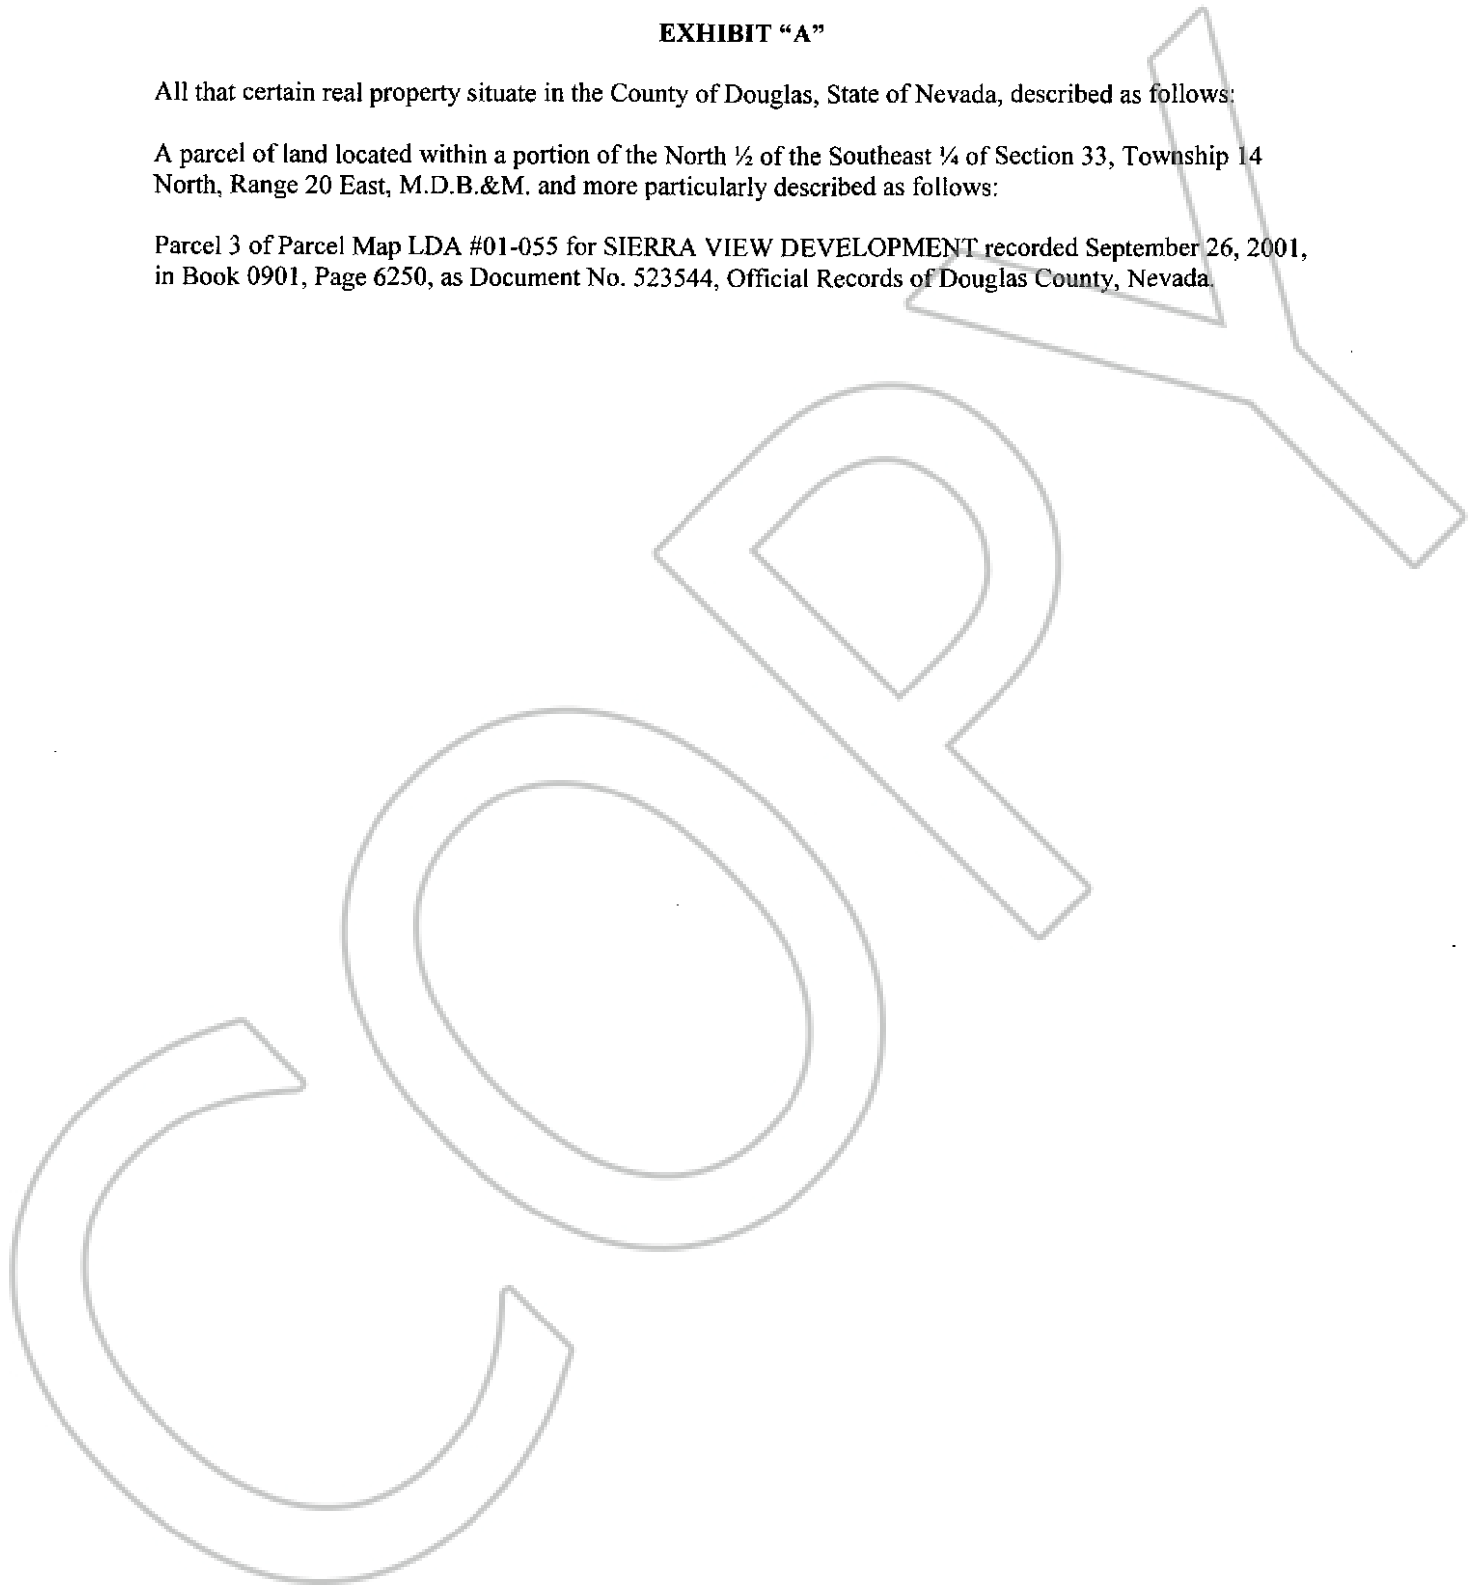 EXHIBIT “A”
All that certain real property situate in the County of Douglas, State of Nevada, described as follows:
A parcel of land located within a portion of the North ½ of the Southeast ¼ of Section 33, Township 14
North, Range 20 East, M.D.B.&M. and more particularly described as follows:
Parcel 3 of Parcel Map LDA #01-055 for SIERRA VIEW DEVELOPMENT recorded September 26, 2001,
in Book 0901, Page 6250, as Document No. 523544, Official Records of Douglas County, Nevada.
COPY